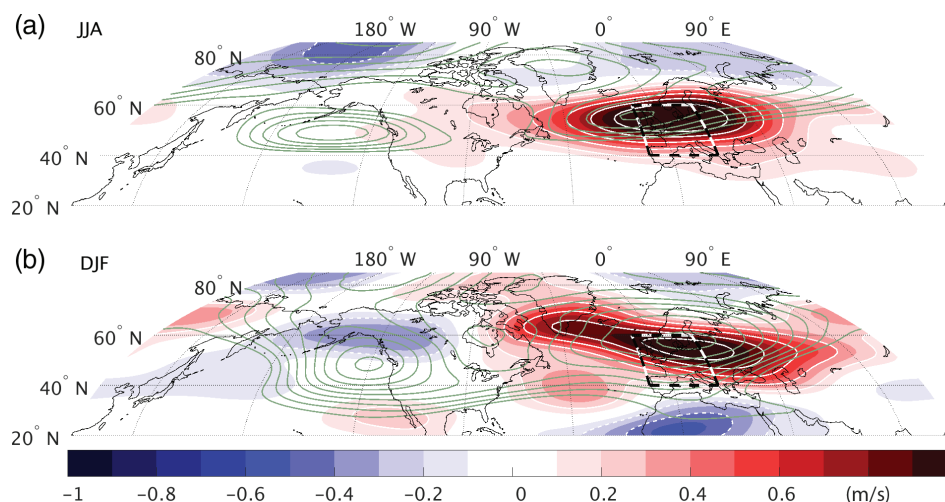 (a) JJA 180° W 90° W 0° 90° E
80° N
60° N
40° N
20° N
(b) DJF 180° W 90° W 0° 90° E
80° N
60° N
40° N
20° N
−1 −0.8 −0.6 −0.4 −0.2 0 0.2 0.4 0.6 (m/s)